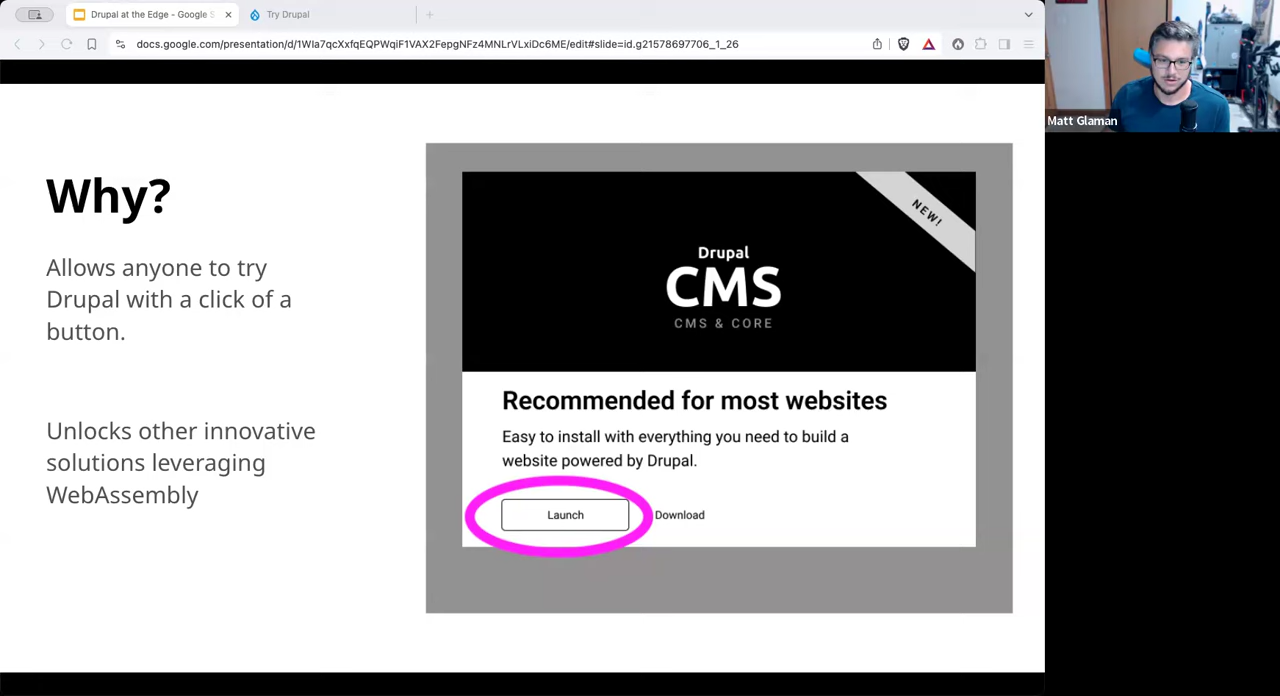 Drupal at the Edge - Google S
Try Drupal
docs.google.com/presentation/d/1WIa7qcXxfqEQPWqiF1VAX2FepgNFz4MNLrVLxiDc6ME/edit#slide=id.g21578697706_1_26
Matt Glaman
Why?
Allows anyone to try
Drupal with a click of a
button.
Unlocks other innovative
solutions leveraging
WebAssembly
NEW!
Drupal
CMS
CMS & CORE
Recommended for most websites
Easy to install with everything you need to build a
website powered by Drupal.
Launch
Download